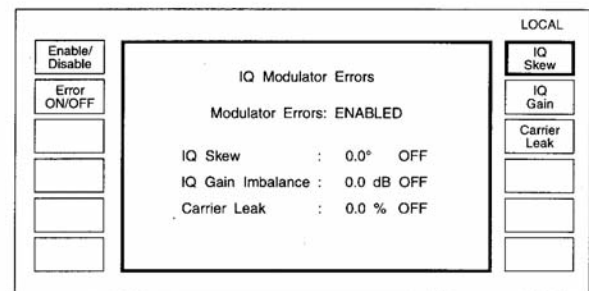 LOCAL
Enable/
Disable
Error
ON/OFF
IQ Modulator Errors
Modulator Errors: ENABLED
IQ Skew : 0.0° OFF
IQ Gain Imbalance : 0.0 dB OFF
Carrier Leak : 0.0 % OFF
IQ
Skew
IQ
Gain
Carrier
Leak